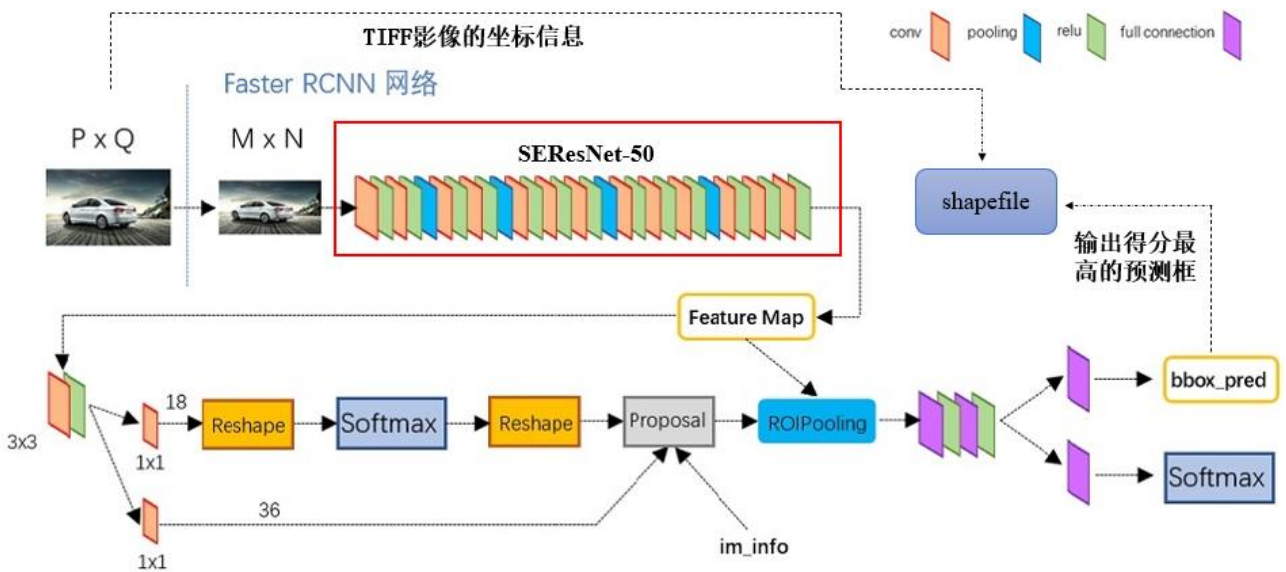 TIFF影像的坐标信息
conv
pooling
relu
full connection
Faster RCNN 网络
P x Q
M x N
SEResNet-50
shapefile
输出得分最
高的预测框
Feature Map
3x3
1x1
18
Reshape
Softmax
Reshape
Proposal
ROIPooling
bbox_pred
Softmax
1x1
36
im_info